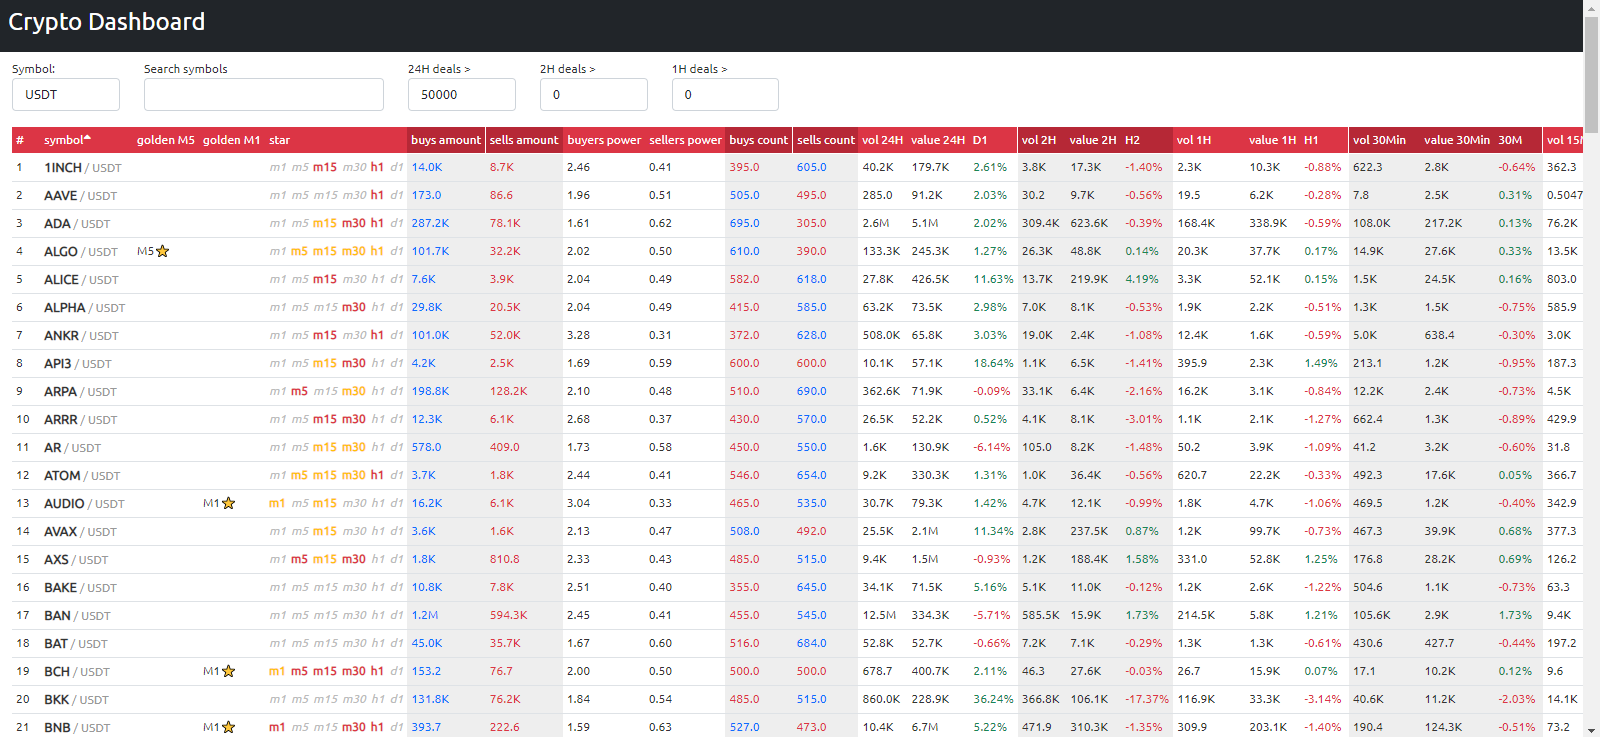 Crypto Dashboard
Symbol: Search symbols 24H deals > 2H deals > 1H deals >
USDT 50000 0 0
# symbol golden M5 golden M1 star buys amount sells amount buyers power sellers power buys count sells count vol 24H value 24H D1 vol 2H value 2H H2 vol 1H value 1H H1 vol 30Min value 30Min 30M vol 15M
1 1INCH / USDT m1 m5 m15 m30 h1 d1 14.0K 8.7K 2.46 0.41 395.0 605.0 40.2K 179.7K 2.61% 3.8K 17.3K -1.40% 2.3K 10.3K -0.88% 622.3 2.8K -0.64% 362.3
2 AAVE / USDT m1 m5 m15 m30 h1 d1 173.0 86.6 1.96 0.51 505.0 495.0 285.0 91.2K 2.03% 30.2 9.7K -0.56% 19.5 6.2K -0.28% 7.8 2.5K 0.31% 0.5047
3 ADA / USDT m1 m5 m15 m30 h1 d1 287.2K 78.1K 1.61 0.62 695.0 305.0 2.6M 5.1M 2.02% 309.4K 623.6K -0.39% 168.4K 338.9K -0.59% 108.0K 217.2K 0.13% 76.2K
4 ALGO / USDT M5 m1 m5 m15 m30 h1 d1 101.7K 32.2K 2.02 0.50 610.0 390.0 133.3K 245.3K 1.27% 26.3K 48.8K 0.14% 20.3K 37.7K 0.17% 14.9K 27.6K 0.33% 13.5K
5 ALICE / USDT m1 m5 m15 m30 h1 d1 7.6K 3.9K 2.04 0.49 582.0 618.0 27.8K 426.5K 11.63% 13.7K 219.9K 4.19% 3.3K 52.1K 0.15% 1.5K 24.5K 0.16% 803.0
6 ALPHA / USDT m1 m5 m15 m30 h1 d1 29.8K 20.5K 2.04 0.49 415.0 585.0 63.2K 73.5K 2.98% 7.0K 8.1K -0.53% 1.9K 2.2K -0.51% 1.3K 1.5K -0.75% 585.9
7 ANKR / USDT m1 m5 m15 m30 h1 d1 101.0K 52.0K 3.28 0.31 372.0 628.0 508.0K 65.8K 3.03% 19.0K 2.4K -1.08% 12.4K 1.6K -0.59% 5.0K 638.4 -0.30% 3.0K
8 API3 / USDT m1 m5 m15 m30 h1 d1 4.2K 2.5K 1.69 0.59 600.0 600.0 10.1K 57.1K 18.64% 1.1K 6.5K -1.41% 395.9 2.3K 1.49% 213.1 1.2K -0.95% 187.3
9 ARPA / USDT m1 m5 m15 m30 h1 d1 198.8K 128.2K 2.10 0.48 510.0 690.0 362.6K 71.9K -0.09% 33.1K 6.4K -2.16% 16.2K 3.1K -0.84% 12.2K 2.4K -0.73% 4.5K
10 ARRR / USDT m1 m5 m15 m30 h1 d1 12.3K 6.1K 2.68 0.37 430.0 570.0 26.5K 52.2K 0.52% 4.1K 8.1K -3.01% 1.1K 2.1K -1.27% 662.4 1.3K -0.89% 429.9
11 AR / USDT m1 m5 m15 m30 h1 d1 578.0 409.0 1.73 0.58 450.0 550.0 1.6K 130.9K -6.14% 105.0 8.2K -1.48% 50.2 3.9K -1.09% 41.2 3.2K -0.60% 31.8
12 ATOM / USDT m1 m5 m15 m30 h1 d1 3.7K 1.8K 2.44 0.41 546.0 654.0 9.2K 330.3K 1.31% 1.0K 36.4K -0.56% 620.7 22.2K -0.33% 492.3 17.6K 0.05% 366.7
13 AUDIO / USDT M1 m1 m5 m15 m30 h1 d1 16.2K 6.1K 3.04 0.33 465.0 535.0 30.7K 79.3K 1.42% 4.7K 12.1K -0.99% 1.8K 4.7K -1.06% 469.5 1.2K -0.40% 342.9
14 AVAX / USDT m1 m5 m15 m30 h1 d1 3.6K 1.6K 2.13 0.47 508.0 492.0 25.5K 2.1M 11.34% 2.8K 237.5K 0.87% 1.2K 99.7K -0.73% 467.3 39.9K 0.68% 377.3
15 AXS / USDT m1 m5 m15 m30 h1 d1 1.8K 810.8 2.33 0.43 485.0 515.0 9.4K 1.5M -0.93% 1.2K 188.4K 1.58% 331.0 52.8K 1.25% 176.8 28.2K 0.69% 126.2
16 BAKE / USDT m1 m5 m15 m30 h1 d1 10.8K 7.8K 2.51 0.40 355.0 645.0 34.1K 71.5K 5.16% 5.1K 11.0K -0.12% 1.2K 2.6K -1.22% 504.6 1.1K -0.73% 63.3
17 BAN / USDT m1 m5 m15 m30 h1 d1 1.2M 594.3K 2.45 0.41 455.0 545.0 12.5M 334.3K -5.71% 585.5K 15.9K 1.73% 214.5K 5.8K 1.21% 105.6K 2.9K 1.73% 9.4K
18 BAT / USDT m1 m5 m15 m30 h1 d1 45.0K 35.7K 1.67 0.60 516.0 684.0 52.8K 52.7K -0.66% 7.2K 7.1K -0.29% 1.3K 1.3K -0.61% 430.6 427.7 -0.44% 197.2
19 BCH / USDT M1 m1 m5 m15 m30 h1 d1 153.2 76.7 2.00 0.50 500.0 500.0 678.7 400.7K 2.11% 46.3 27.6K -0.03% 26.7 15.9K 0.07% 17.1 10.2K 0.12% 9.6
20 BKK / USDT m1 m5 m15 m30 h1 d1 131.8K 76.2K 1.84 0.54 485.0 515.0 860.0K 228.9K 36.24% 366.8K 106.1K -17.37% 116.9K 33.3K -3.14% 40.6K 11.2K -2.03% 14.1K
21 BNB / USDT M1 m1 m5 m15 m30 h1 d1 393.7 222.6 1.59 0.63 527.0 473.0 10.4K 6.7M 5.22% 471.9 310.3K -1.35% 309.9 203.1K -1.40% 190.4 124.3K -0.51% 73.2